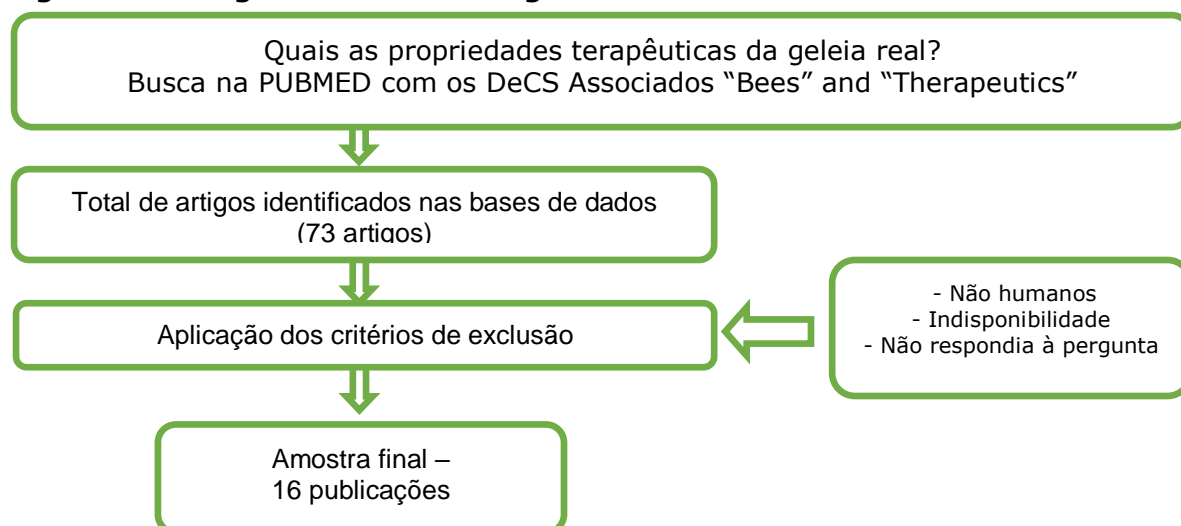 Quais as propriedades terapêuticas da geleia real?
Busca na PUBMED com os DeCS Associados “Bees” and “Therapeutics”
Total de artigos identificados nas bases de dados
(73 artigos)
Aplicação dos critérios de exclusão
- Não humanos
- Indisponibilidade
- Não respondia à pergunta
Amostra final –
16 publicações